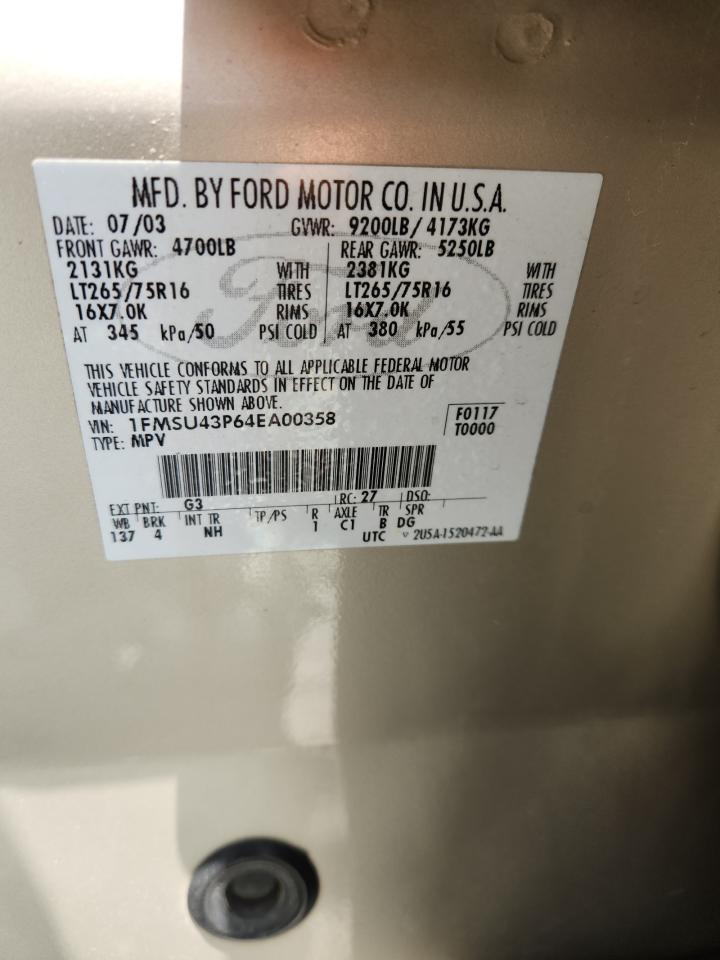 MFD. BY FORD MOTOR CO. IN U.S.A.
DATE: 07/03 GVWR: 9200LB/ 4173KG
FRONT GAWR: 4700LB REAR GAWR: 5250LB
2131KG WITH 2381KG WITH
LT265/75R16 TIRES LT265/75R16 TIRES
16X7.0K RIMS 16X7.0K RIMS
AT 345 kPa/50 PSI COLD AT 380 kPa/55 PSI COLD
Ford
THIS VEHICLE CONFORMS TO ALL APPLICABLE FEDERAL MOTOR
VEHICLE SAFETY STANDARDS IN EFFECT ON THE DATE OF
MANUFACTURE SHOWN ABOVE.
VIN: 1FMSU43P64EA00358 F0117
TYPE: MPV T0000
EXT PNT: G3 RC: 27 DSO:
WB BRK INT TR TP/PS R AXLE TR SPR
137 4 NH 1 C1 B DG
UTC V 2U5A-1520472-AA